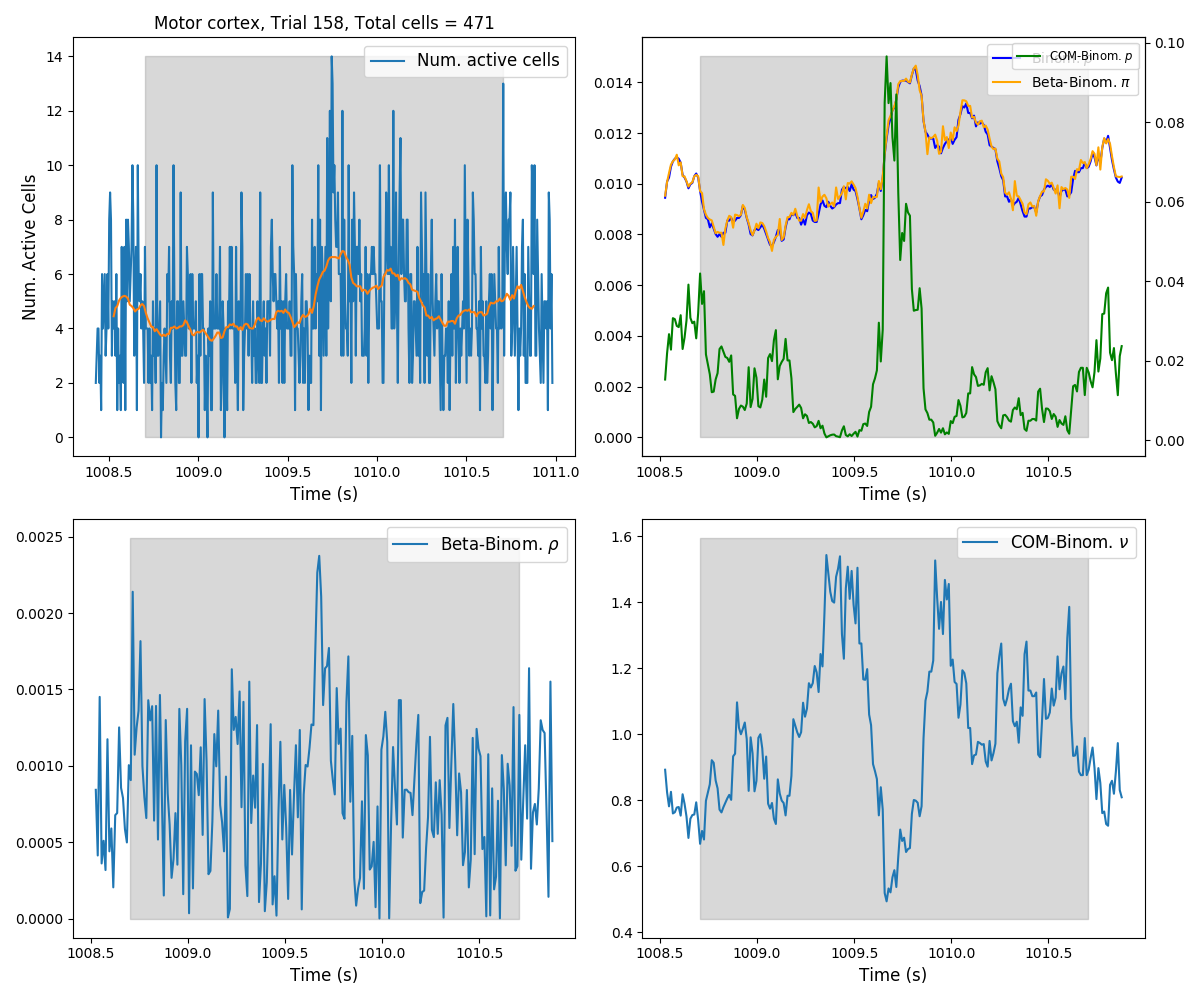 Motor cortex, Trial 158, Total cells = 471
Num. active cells
Num. Active Cells
14
12
10
8
6
4
2
0
1008.5 1009.0 1009.5 1010.0 1010.5 1011.0
Time (s)
COM-Binom. p
Beta-Binom. π
0.014
0.012
0.010
0.008
0.006
0.004
0.002
0.000
0.10
0.08
0.06
0.04
0.02
0.00
1008.5 1009.0 1009.5 1010.0 1010.5
Time (s)
Beta-Binom. ρ
0.0025
0.0020
0.0015
0.0010
0.0005
0.0000
1008.5 1009.0 1009.5 1010.0 1010.5
Time (s)
COM-Binom. ν
1.6
1.4
1.2
1.0
0.8
0.6
0.4
1008.5 1009.0 1009.5 1010.0 1010.5
Time (s)